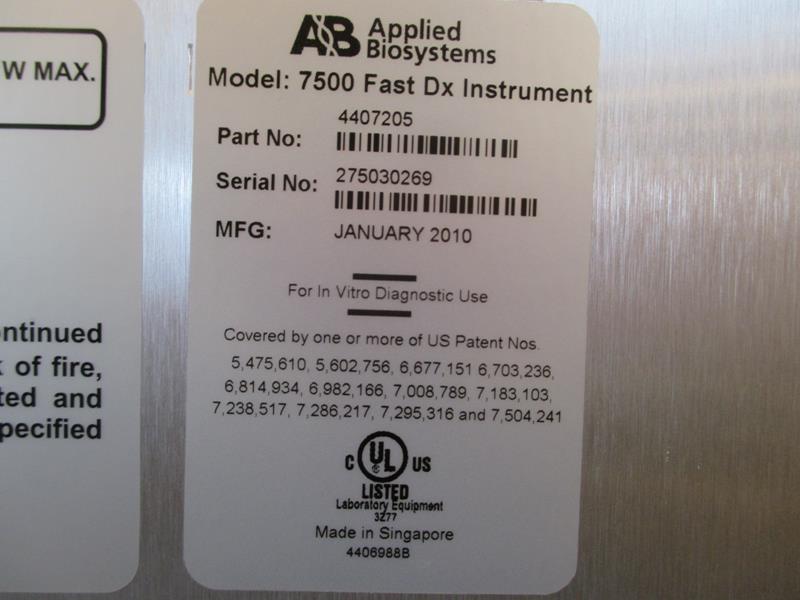 W MAX.
ontinued
of fire,
ted and
pecified
AB Applied
Biosystems
Model: 7500 Fast Dx Instrument
4407205
Part No:
Serial No: 275030269
MFG: JANUARY 2010
For In Vitro Diagnostic Use
Covered by one or more of US Patent Nos.
5,475,610, 5,602,756, 6,677,151 6,703,236,
6,814,934, 6,982,166, 7,008,789, 7,183,103,
7,238,517, 7,286,217, 7,295,316 and 7,504,241
C UL US
LISTED
Laboratory Equipment
3Z77
Made in Singapore
4406988B